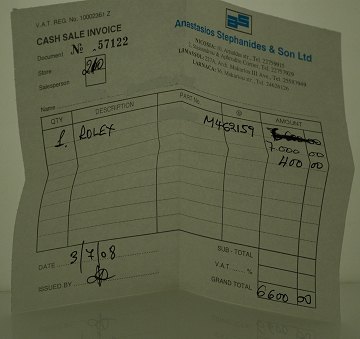 V.A.T. REG. No. 10002361 Z
CASH SALE INVOICE
Document No. 57122
Store
Salesperson
Name
aS
Anastasios Stephanides & Son Ltd
QTY DESCRIPTION Part No. @ AMOUNT
1. ROLEX M462159
7.000 00
400 00
SUB - TOTAL
V.A.T. ...... %
GRAND TOTAL 6600 00
DATE 3/7/08
ISSUED BY